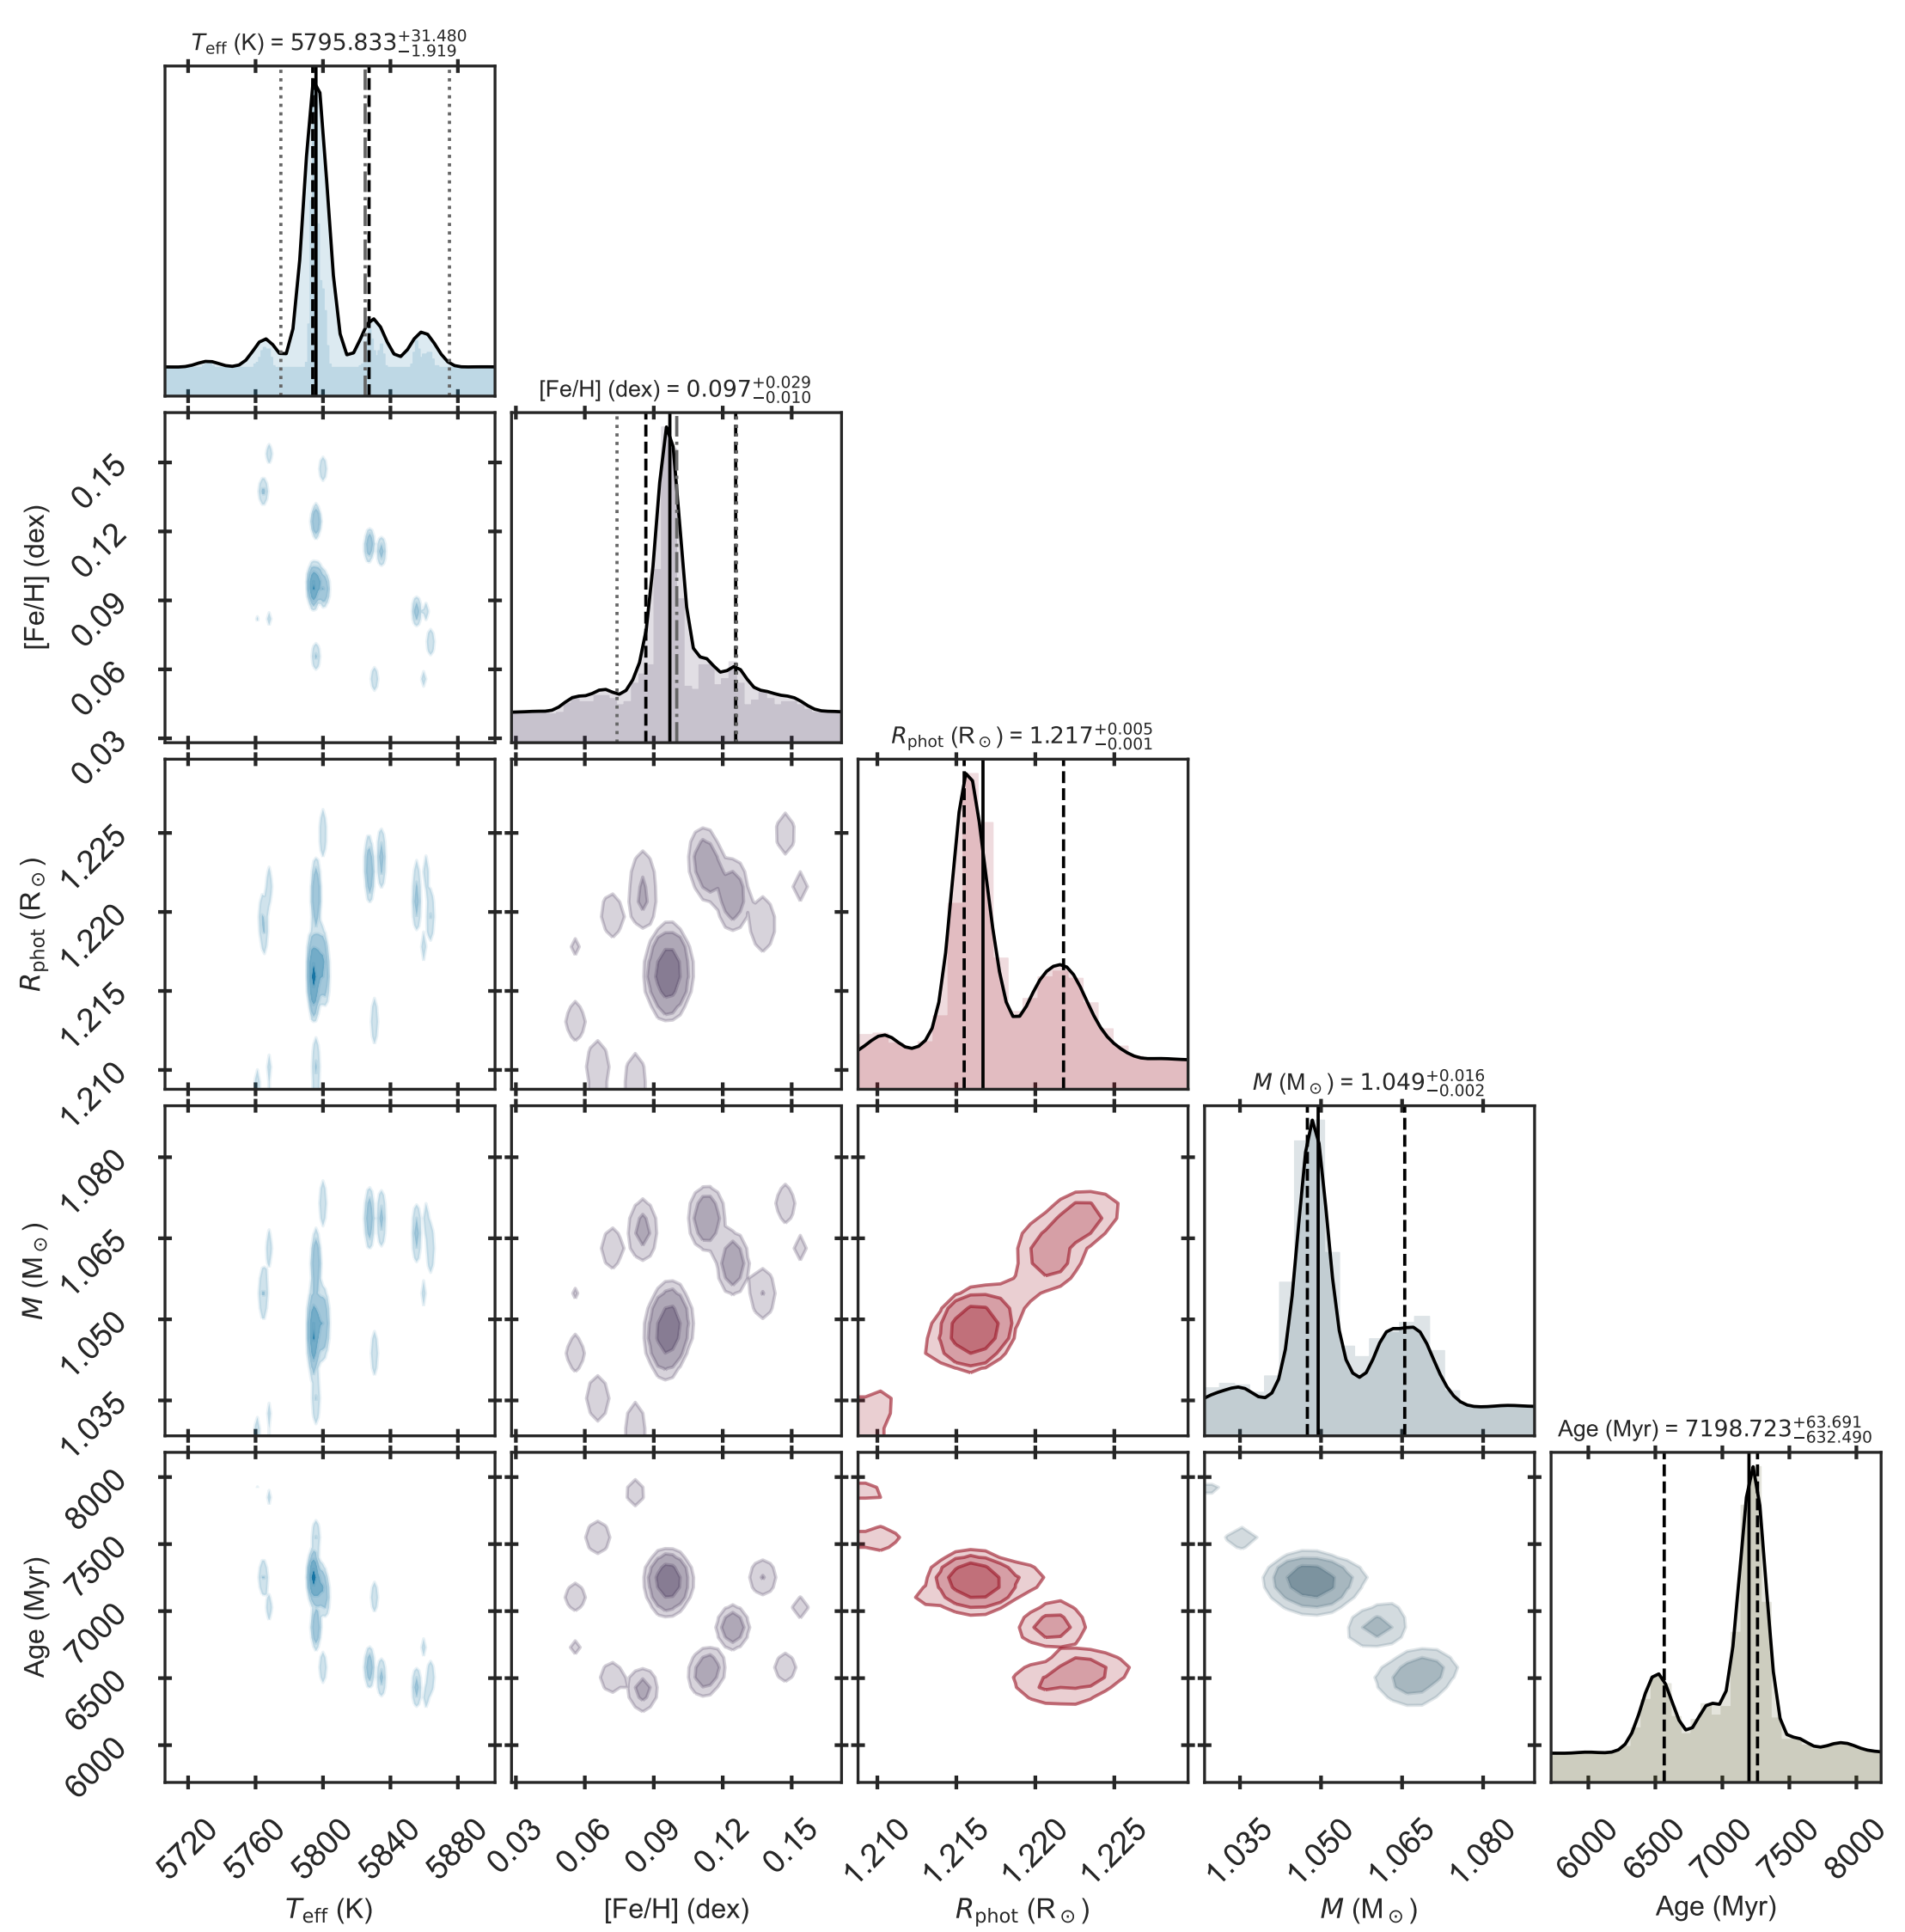 T_eff (K) = 5795.833 +31.480 −1.919
[Fe/H] (dex) = 0.097 +0.029 −0.010
0.15
0.12
0.09
0.06
0.03
[Fe/H] (dex)
R_phot (R⊙) = 1.217 +0.005 −0.001
1.225
1.220
1.215
1.210
R_phot (R⊙)
M (M⊙) = 1.049 +0.016 −0.002
1.080
1.065
1.050
1.035
M (M⊙)
Age (Myr) = 7198.723 +63.691 −632.490
8000
7500
7000
6500
6000
Age (Myr)
5720 5760 5800 5840 5880 0.03 0.06 0.09 0.12 0.15 1.210 1.215 1.220 1.225 1.035 1.050 1.065 1.080 6000 6500 7000 7500 8000
T_eff (K) [Fe/H] (dex) R_phot (R⊙) M (M⊙) Age (Myr)